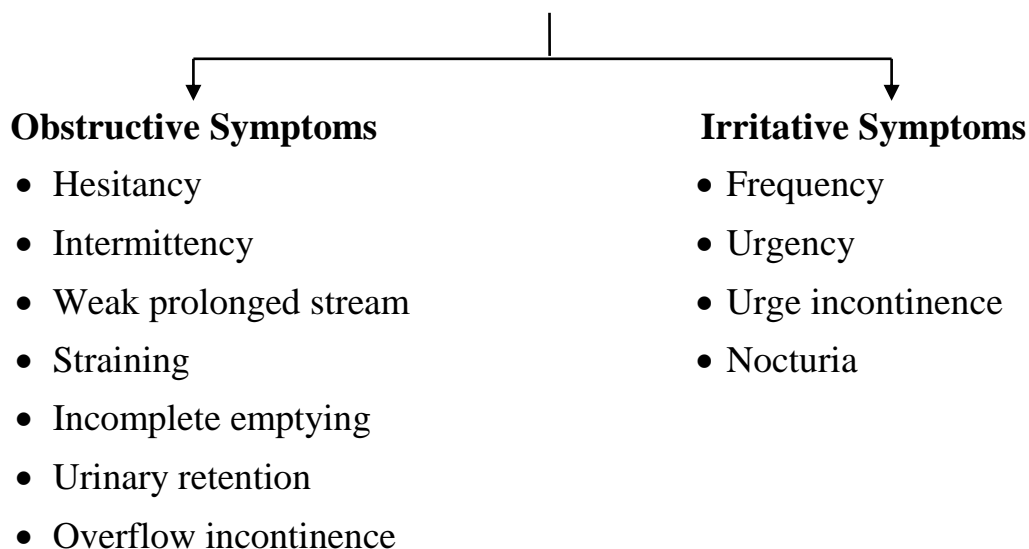 Obstructive Symptoms
• Hesitancy
• Intermittency
• Weak prolonged stream
• Straining
• Incomplete emptying
• Urinary retention
• Overflow incontinence
Irritative Symptoms
• Frequency
• Urgency
• Urge incontinence
• Nocturia